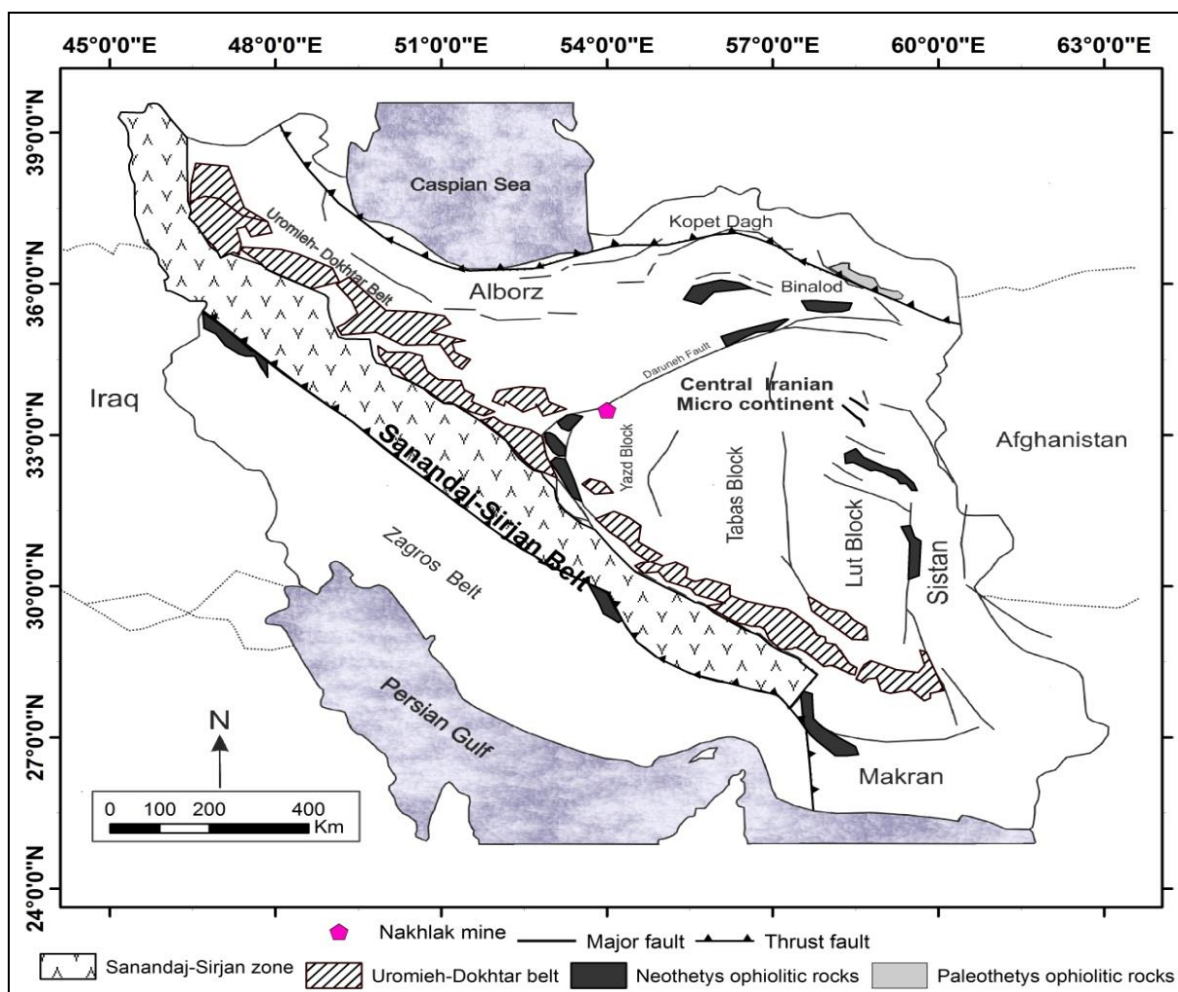 45°0'0"E 48°0'0"E 51°0'0"E 54°0'0"E 57°0'0"E 60°0'0"E 63°0'0"E
39°0'0"N
36°0'0"N
33°0'0"N
30°0'0"N
27°0'0"N
24°0'0"N
Caspian Sea
Kopet Dagh
Uromieh- Dokhtar Belt
Alborz
Binalod
Daruneh Fault
Iraq
Central Iranian
Micro continent
Afghanistan
Yazd Block
Tabas Block
Lut Block
Sistan
Sanandal-Sirjan Belt
Zagros Belt
Persian Gulf
Makran
N
0 100 200 400
Km
Nakhlak mine
Major fault
Thrust fault
Sanandaj-Sirjan zone
Uromieh-Dokhtar belt
Neothetys ophiolitic rocks
Paleothetys ophiolitic rocks